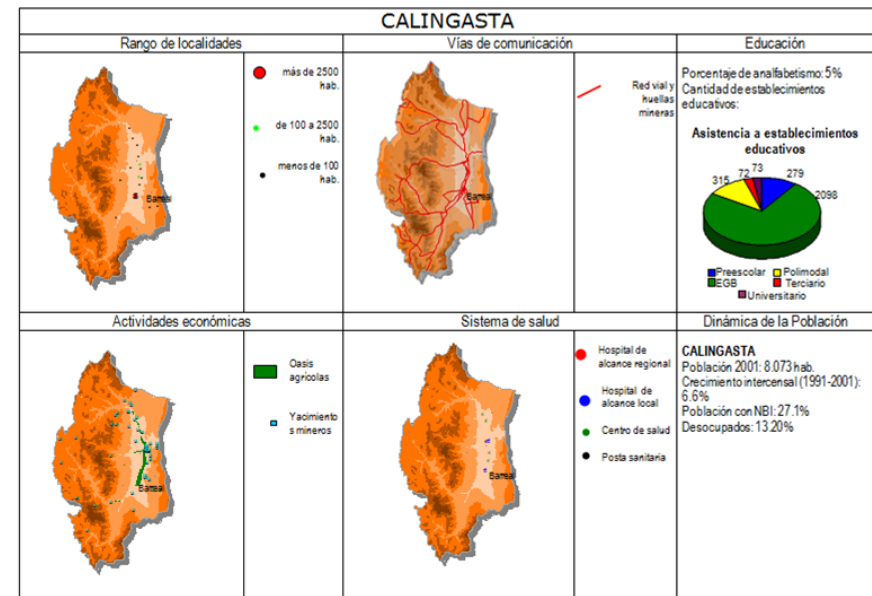 CALINGASTA
Rango de localidades
más de 2500
hab.
de 100 a 2500
hab.
menos de 100
hab.
Barreal
Vías de comunicación
Red vial y
huellas
mineras
Barreal
Educación
Porcentaje de analfabetismo: 5%
Cantidad de establecimientos
educativos:
Asistencia a establecimientos
educativos
315
72
73
279
2098
Preescolar
Polimodal
EGB
Terciario
Universitario
Actividades económicas
Oasis
agrícolas
Yacimiento
s mineros
Barreal
Sistema de salud
Hospital de
alcance regional
Hospital de
alcance local
Centro de salud
Posta sanitaria
Barreal
Dinámica de la Población
CALINGASTA
Población 2001: 8.073 hab.
Crecimiento intercensal (1991-2001):
6.6%
Población con NBI: 27.1%
Desocupados: 13.20%